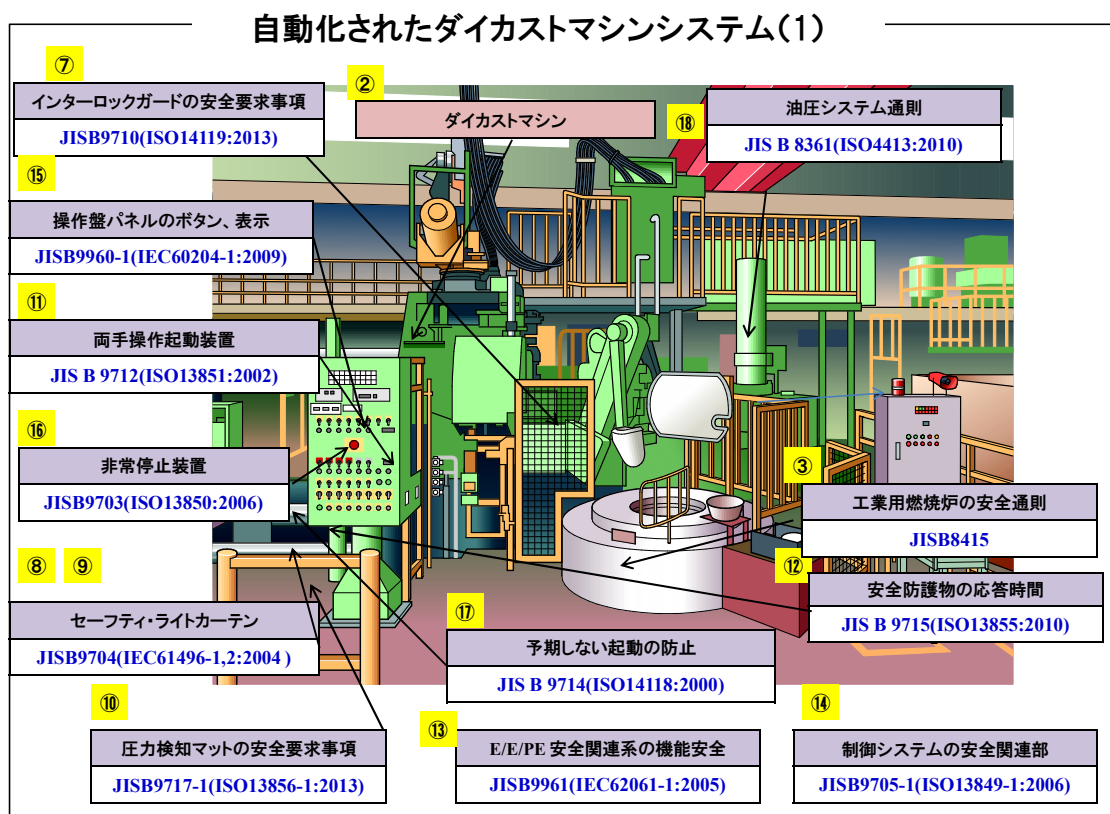 自動化されたダイカストマシンシステム(1)
⑦
インターロックガードの安全要求事項
JISB9710(ISO14119:2013)
②
ダイカストマシン
⑱
油圧システム通則
JIS B 8361(ISO4413:2010)
⑮
操作盤パネルのボタン、表示
JISB9960-1(IEC60204-1:2009)
⑪
両手操作起動装置
JIS B 9712(ISO13851:2002)
⑯
非常停止装置
JISB9703(ISO13850:2006)
③
工業用燃焼炉の安全通則
JISB8415
⑫
安全防護物の応答時間
JIS B 9715(ISO13855:2010)
⑧ ⑨
セーフティ・ライトカーテン
JISB9704(IEC61496-1,2:2004 )
⑰
予期しない起動の防止
JIS B 9714(ISO14118:2000)
⑩
圧力検知マットの安全要求事項
JISB9717-1(ISO13856-1:2013)
⑬
E/E/PE 安全関連系の機能安全
JISB9961(IEC62061-1:2005)
⑭
制御システムの安全関連部
JISB9705-1(ISO13849-1:2006)